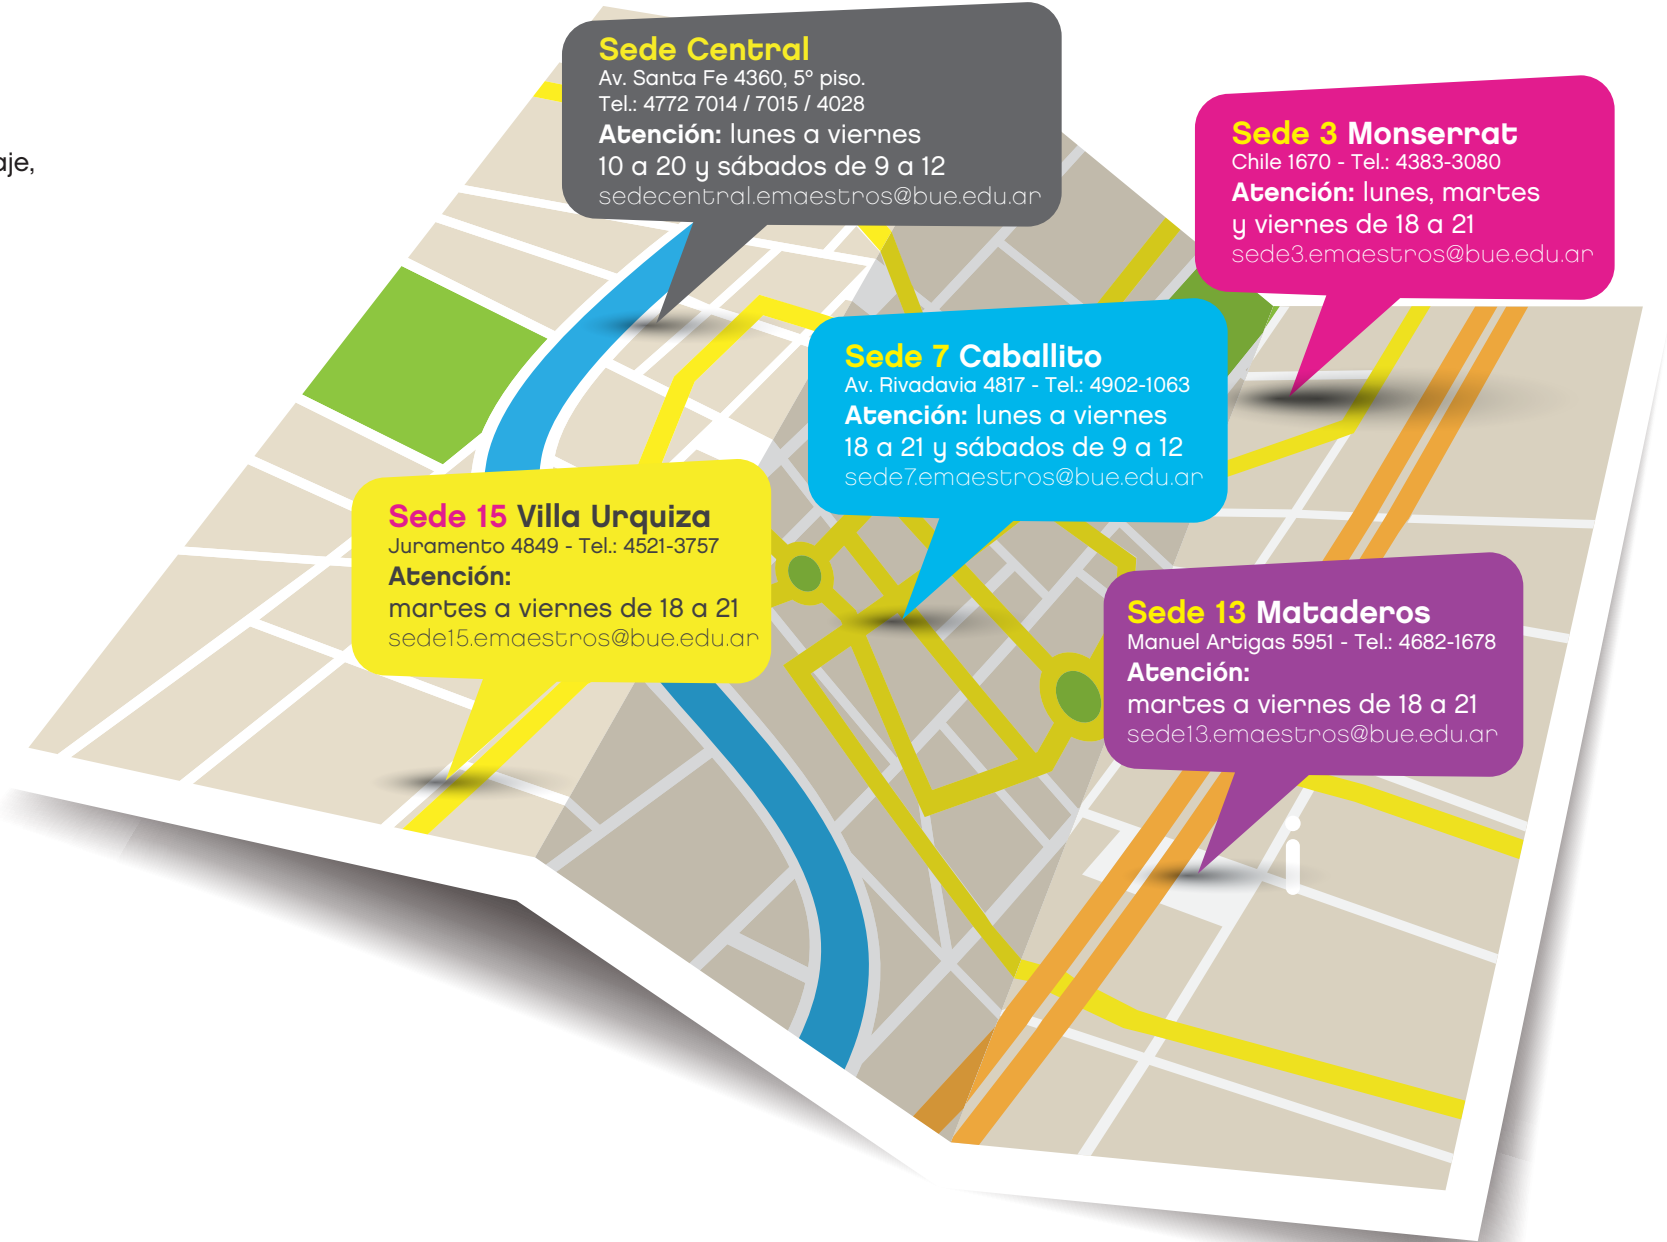 aje,
Sede Central
Av. Santa Fe 4360, 5º piso.
Tel.: 4772 7014 / 7015 / 4028
Atención: lunes a viernes
10 a 20 y sábados de 9 a 12
sedecentral.emaestros@bue.edu.ar
Sede 3 Monserrat
Chile 1670 - Tel.: 4383-3080
Atención: lunes, martes
y viernes de 18 a 21
sede3.emaestros@bue.edu.ar
Sede 7 Caballito
Av. Rivadavia 4817 - Tel.: 4902-1063
Atención: lunes a viernes
18 a 21 y sábados de 9 a 12
sede7.emaestros@bue.edu.ar
Sede 15 Villa Urquiza
Juramento 4849 - Tel.: 4521-3757
Atención:
martes a viernes de 18 a 21
sede15.emaestros@bue.edu.ar
Sede 13 Mataderos
Manuel Artigas 5951 - Tel.: 4682-1678
Atención:
martes a viernes de 18 a 21
sede13.emaestros@bue.edu.ar
i